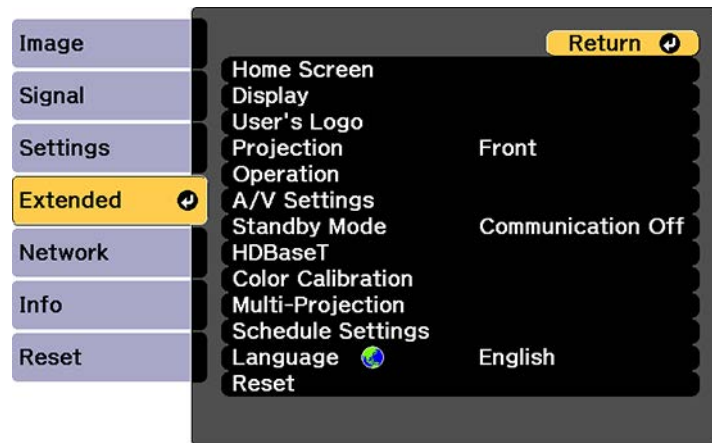 Image
Signal
Settings
Extended
Network
Info
Reset
Return
Home Screen
Display
User's Logo
Projection Front
Operation
A/V Settings
Standby Mode Communication Off
HDBaseT
Color Calibration
Multi-Projection
Schedule Settings
Language English
Reset